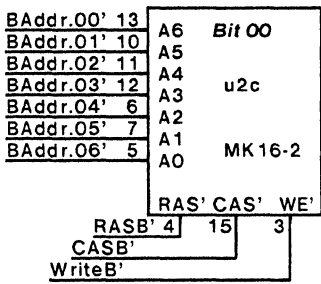 BAddr.00' 13 A6 Bit 00
BAddr.01' 10 A5
BAddr.02' 11 A4 u2c
BAddr.03' 12 A3
BAddr.04' 6 A2
BAddr.05' 7 A1 MK16-2
BAddr.06' 5 A0
RAS' CAS' WE'
RASB' 4 15 3
CASB'
WriteB'